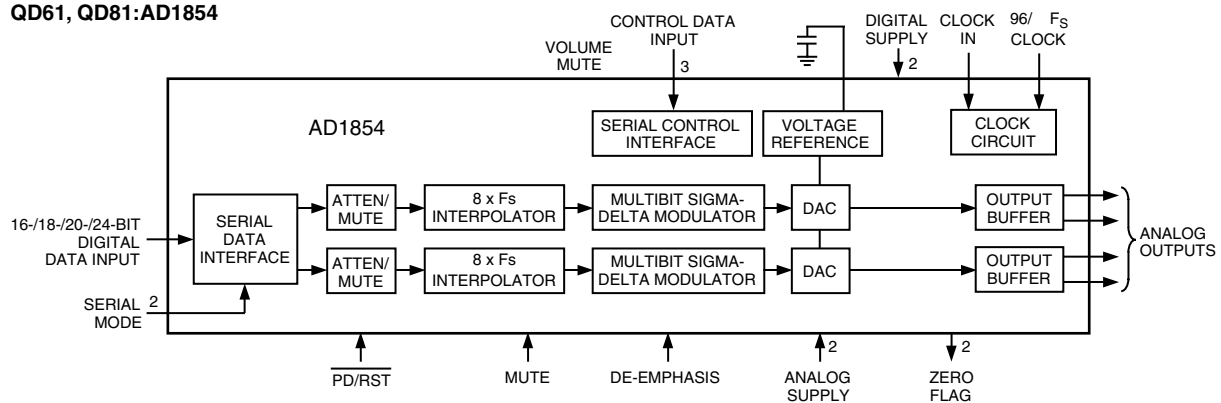 QD61, QD81:AD1854
VOLUME
MUTE
CONTROL DATA
INPUT
3
DIGITAL
SUPPLY
2
CLOCK
IN
96/ FS
CLOCK
AD1854
SERIAL CONTROL
INTERFACE
VOLTAGE
REFERENCE
CLOCK
CIRCUIT
16-/18-/20-/24-BIT
DIGITAL
DATA INPUT
SERIAL
DATA
INTERFACE
ATTEN/
MUTE
8 x Fs
INTERPOLATOR
MULTIBIT SIGMA-
DELTA MODULATOR
DAC
OUTPUT
BUFFER
ATTEN/
MUTE
8 x Fs
INTERPOLATOR
MULTIBIT SIGMA-
DELTA MODULATOR
DAC
OUTPUT
BUFFER
ANALOG
OUTPUTS
SERIAL
MODE
2
PD/RST
MUTE
DE-EMPHASIS
2
ANALOG
SUPPLY
2
ZERO
FLAG